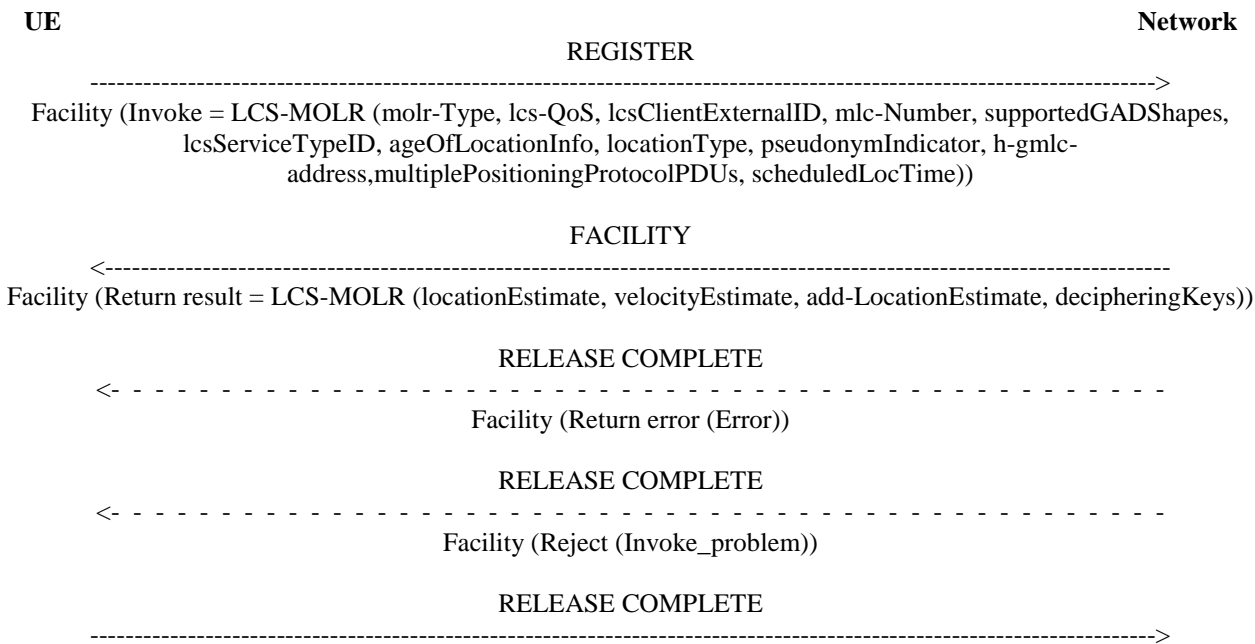 UE Network
REGISTER
------------------------------------------------------------------------------------------------------------------------>
Facility (Invoke = LCS-MOLR (molr-Type, lcs-QoS, lcsClientExternalID, mlc-Number, supportedGADShapes,
lcsServiceTypeID, ageOfLocationInfo, locationType, pseudonymIndicator, h-gmlc-
address,multiplePositioningProtocolPDUs, scheduledLocTime))
FACILITY
<------------------------------------------------------------------------------------------------------------------------
Facility (Return result = LCS-MOLR (locationEstimate, velocityEstimate, add-LocationEstimate, decipheringKeys))
RELEASE COMPLETE
<- - - - - - - - - - - - - - - - - - - - - - - - - - - - - - - - - - - - - - - - - - - - - - - -
Facility (Return error (Error))
RELEASE COMPLETE
<- - - - - - - - - - - - - - - - - - - - - - - - - - - - - - - - - - - - - - - - - - - - - - - -
Facility (Reject (Invoke_problem))
RELEASE COMPLETE
------------------------------------------------------------------------------------------------------------------------>